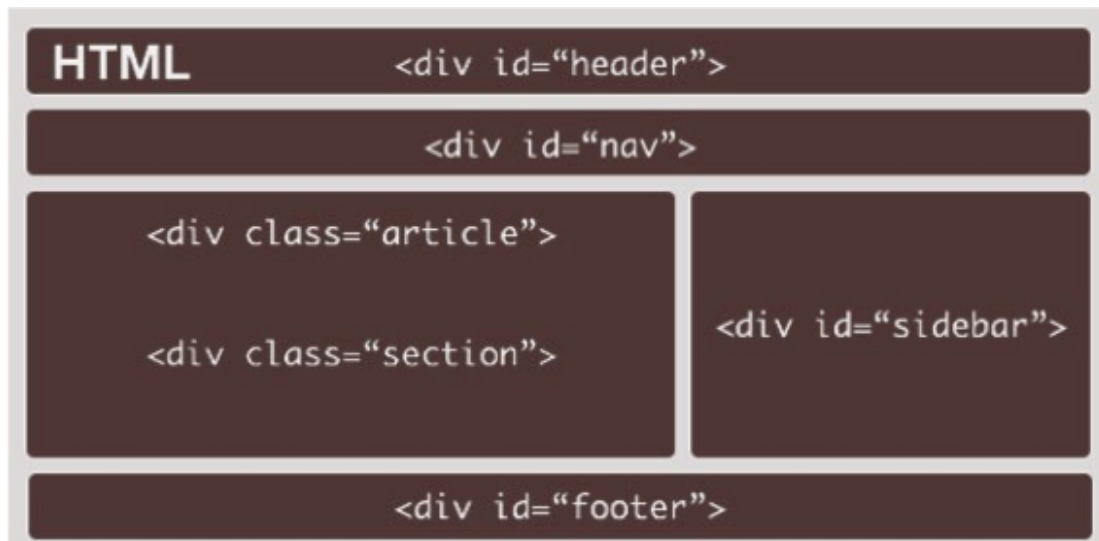 HTML <div id=“header”>
<div id=“nav”>
<div class=“article”>
<div class=“section”>
<div id=“sidebar”>
<div id=“footer”>